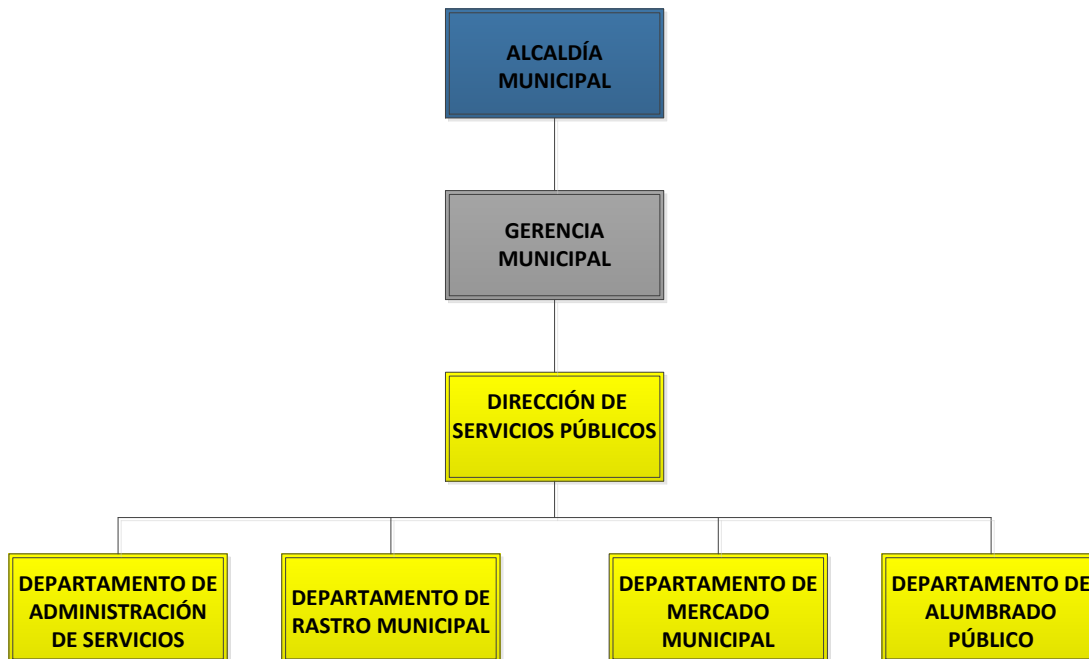 ALCALDÍA
MUNICIPAL
GERENCIA
MUNICIPAL
DIRECCIÓN DE
SERVICIOS PÚBLICOS
DEPARTAMENTO DE
ADMINISTRACIÓN
DE SERVICIOS
DEPARTAMENTO DE
RASTRO MUNICIPAL
DEPARTAMENTO DE
MERCADO
MUNICIPAL
DEPARTAMENTO DE
ALUMBRADO
PÚBLICO